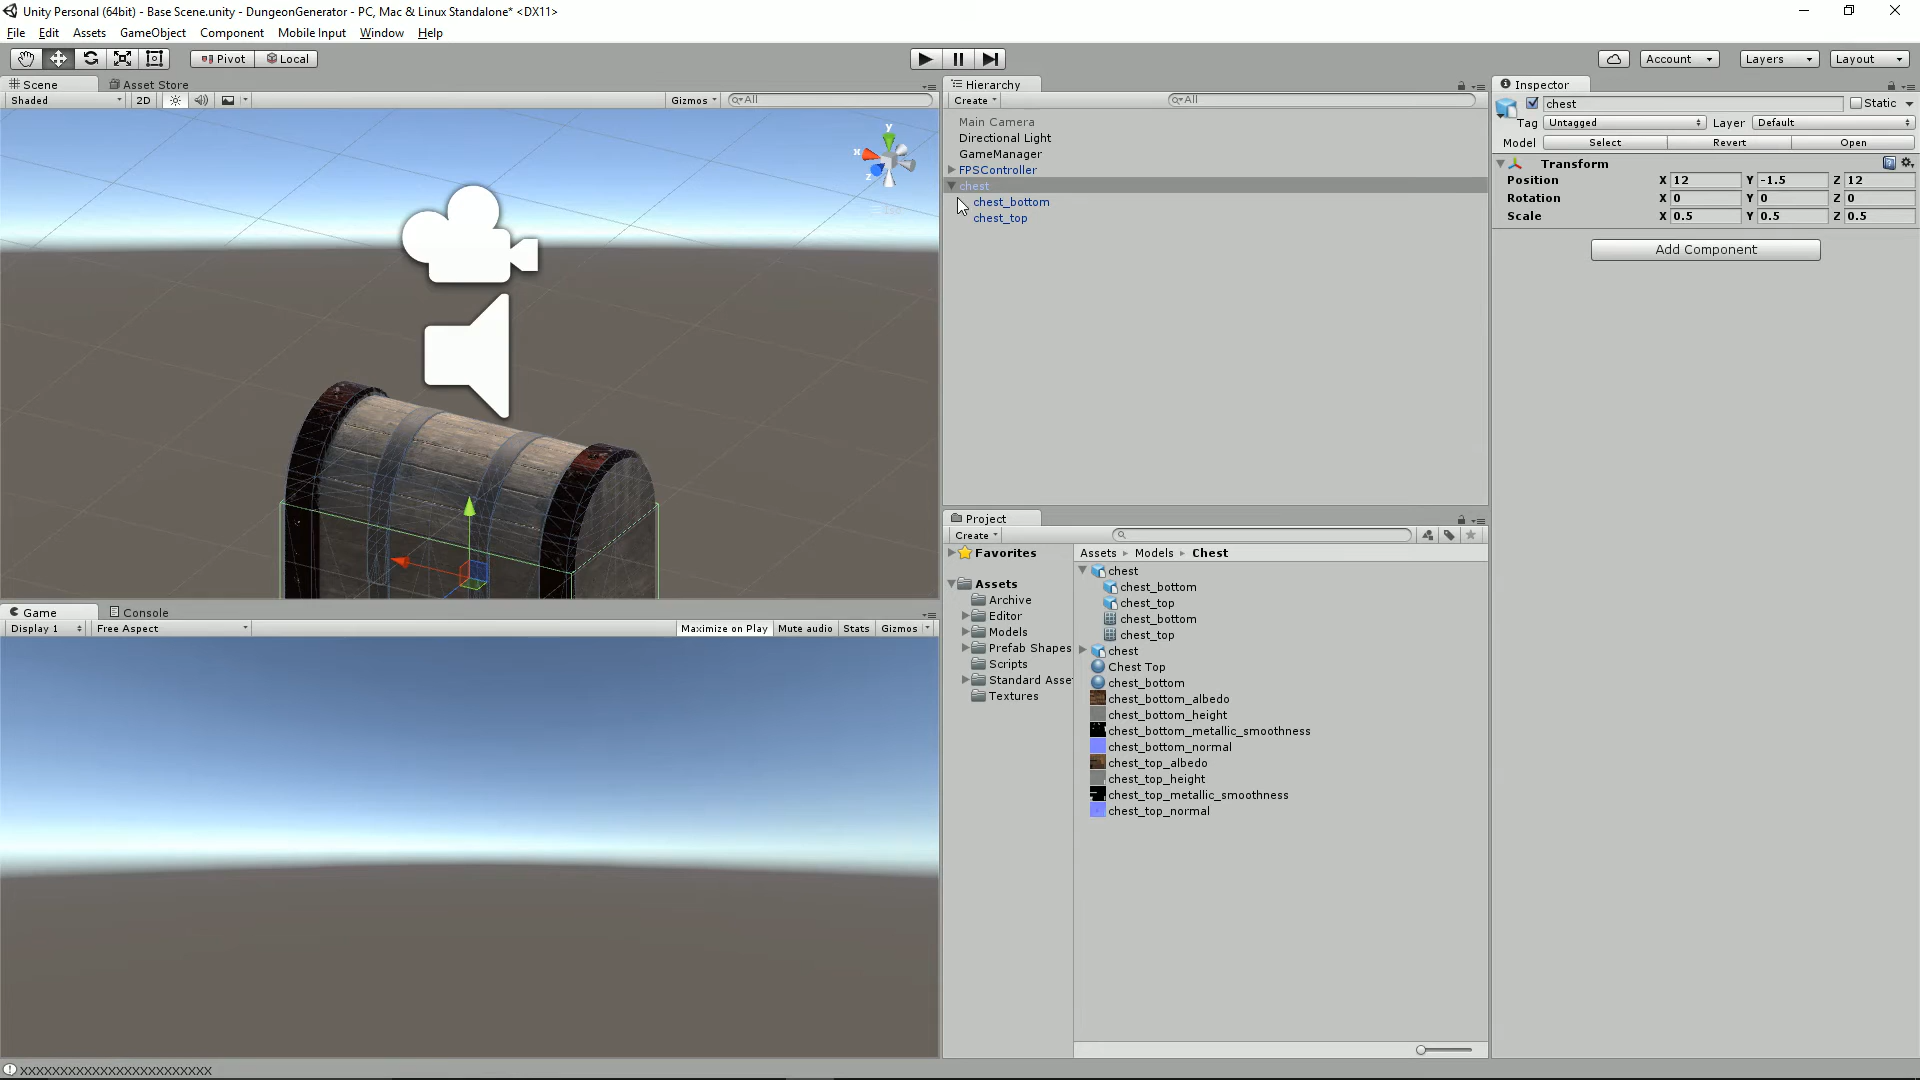 Unity Personal (64bit) - Base Scene.unity - DungeonGenerator - PC, Mac & Linux Standalone* <DX11>
File Edit Assets GameObject Component Mobile Input Window Help
Pivot Local Account Layers Layout
Scene Asset Store
Shaded 2D Gizmos All
y
x
z
Hierarchy
Create All
Main Camera
Directional Light
GameManager
FPSController
chest
chest_bottom
chest_top
Inspector
chest Static
Tag Untagged Layer Default
Model Select Revert Open
Transform
Position X 12 Y -1.5 Z 12
Rotation X 0 Y 0 Z 0
Scale X 0.5 Y 0.5 Z 0.5
Add Component
Game Console
Display 1 Free Aspect Maximize on Play Mute audio Stats Gizmos
Project
Create
Favorites
Assets
Archive
Editor
Models
Prefab Shapes
Scripts
Standard Asse
Textures
Assets Models Chest
chest
chest_bottom
chest_top
chest_bottom
chest_top
chest
Chest Top
chest_bottom
chest_bottom_albedo
chest_bottom_height
chest_bottom_metallic_smoothness
chest_bottom_normal
chest_top_albedo
chest_top_height
chest_top_metallic_smoothness
chest_top_normal
XXXXXXXXXXXXXXXXXXXXXXXX